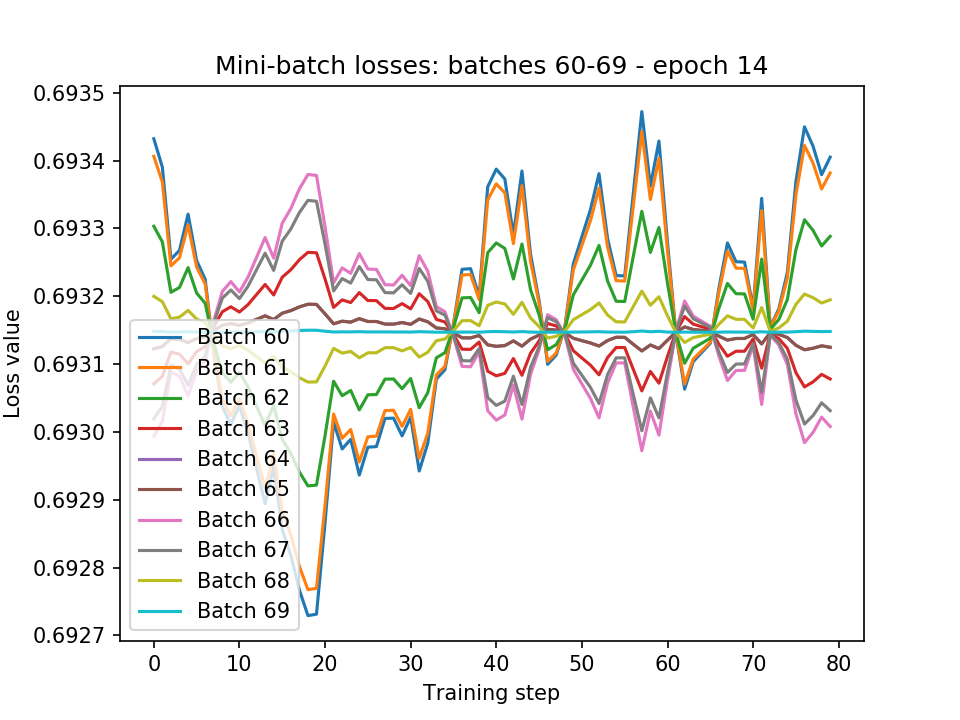 Mini-batch losses: batches 60-69 - epoch 14
Loss value
0.6935
0.6934
0.6933
0.6932
0.6931
0.6930
0.6929
0.6928
0.6927
Batch 60
Batch 61
Batch 62
Batch 63
Batch 64
Batch 65
Batch 66
Batch 67
Batch 68
Batch 69
0 10 20 30 40 50 60 70 80
Training step